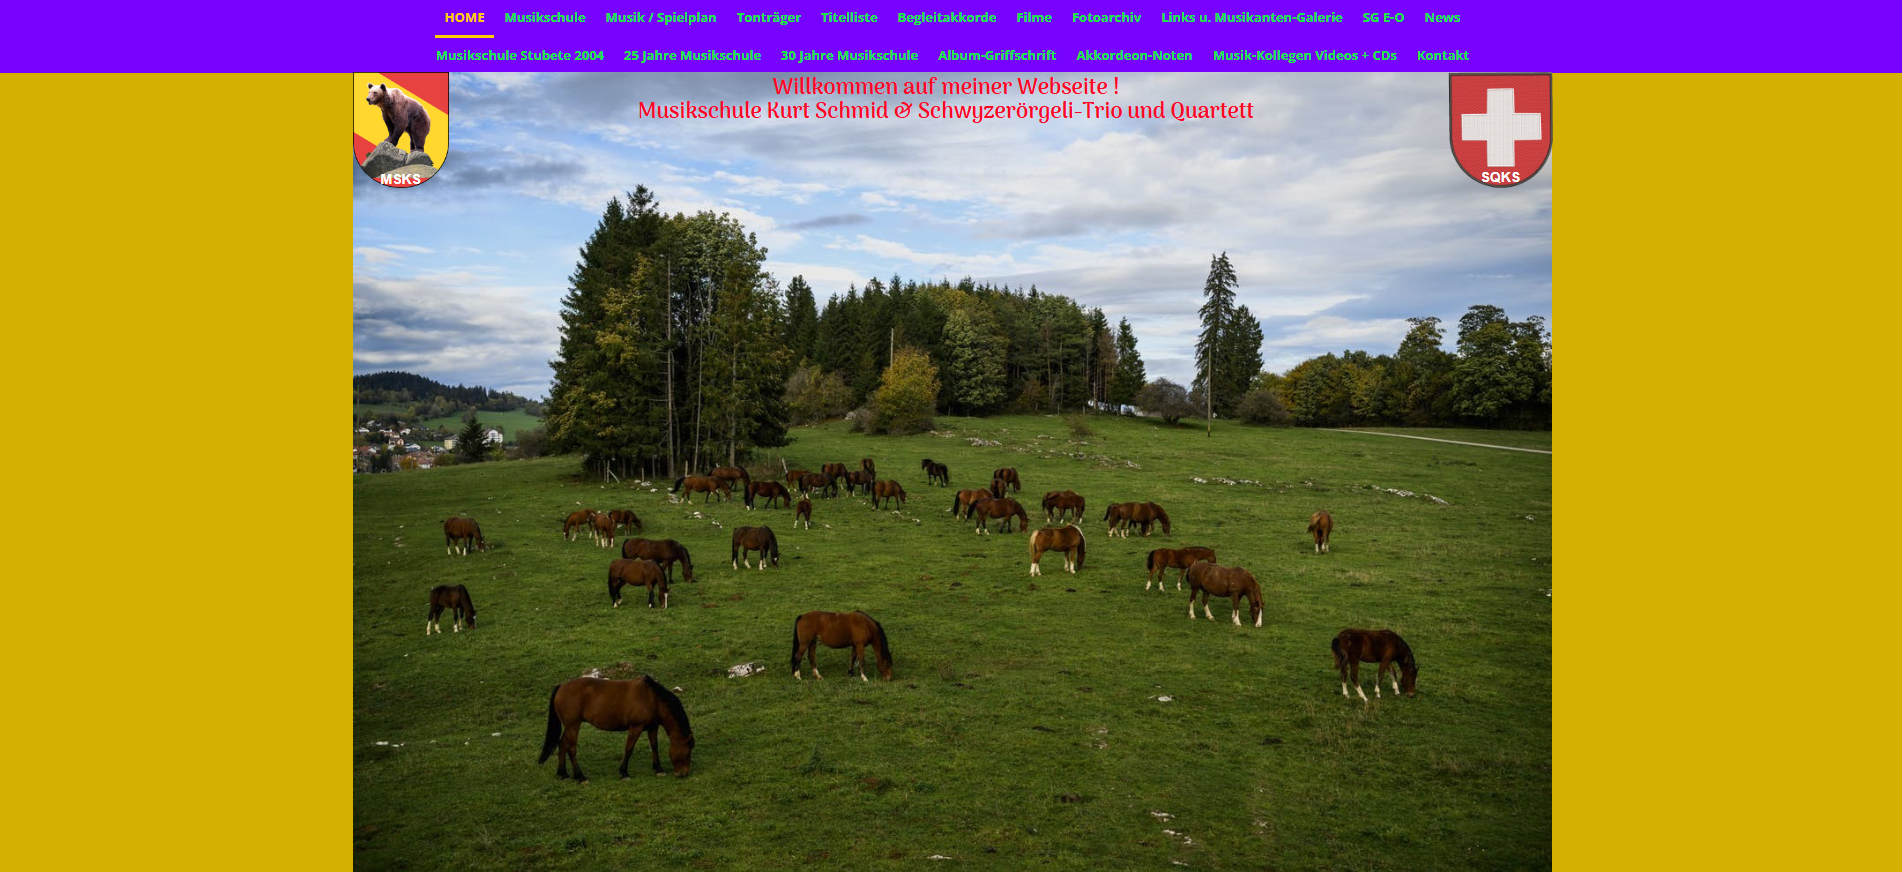 HOME Musikschule Musik / Spielplan Tonträger Titelliste Begleitakkorde Filme Fotoarchiv Links u. Musikanten-Galerie SG E-O News
Musikschule Stubete 2004 25 Jahre Musikschule 30 Jahre Musikschule Album-Griffschrift Akkordeon-Noten Musik-Kollegen Videos + CDs Kontakt
Willkommen auf meiner Webseite !
Musikschule Kurt Schmid & Schwyzerörgeli-Trio und Quartett
MSKS
SQKS